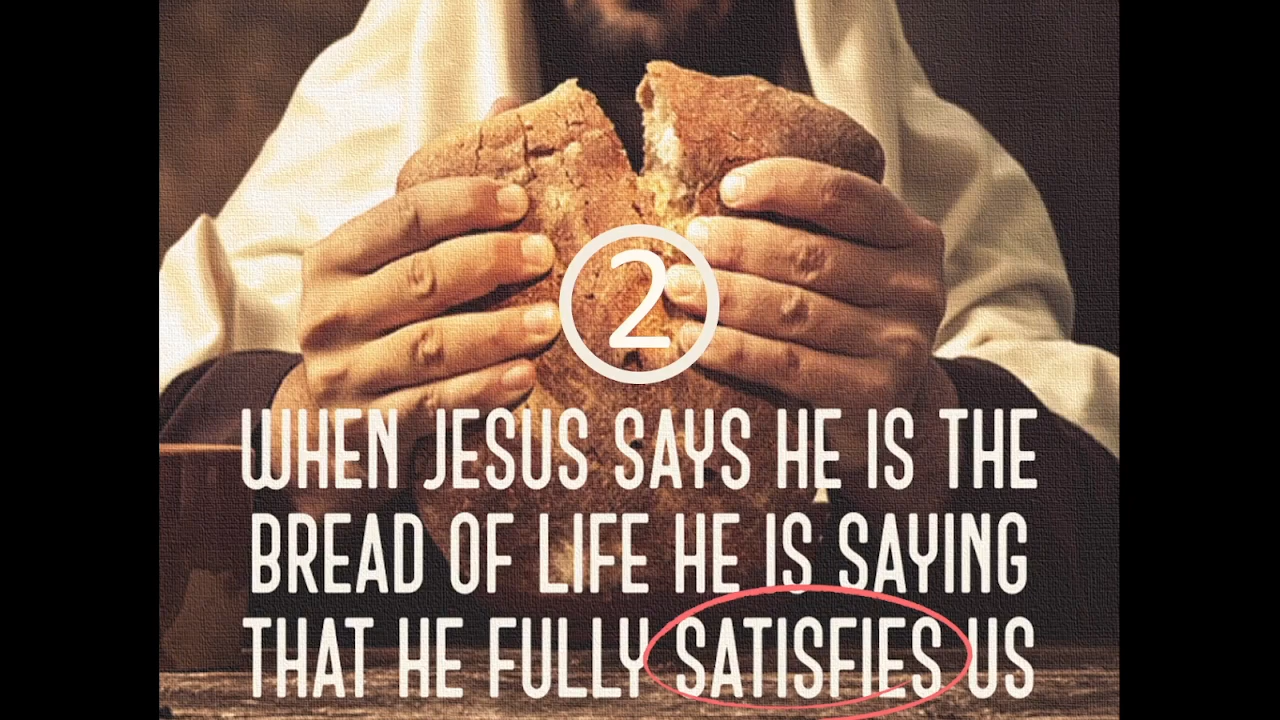 2
WHEN JESUS SAYS HE IS THE
BREAD OF LIFE HE IS SAYING
THAT HE FULLY SATISFIES US